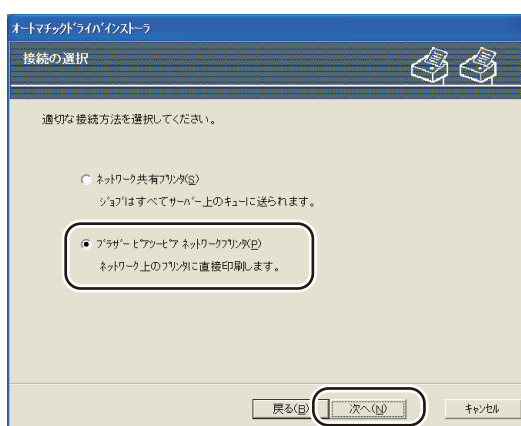 オートマチックドライバインストーラ
接続の選択
適切な接続方法を選択してください。
ネットワーク共有プリンタ(S)
ジョブはすべてサーバー上のキューに送られます。
ブラザー ピアツーピア ネットワークプリンタ(P)
ネットワーク上のプリンタに直接印刷します。
戻る(B) 次へ(N) キャンセル